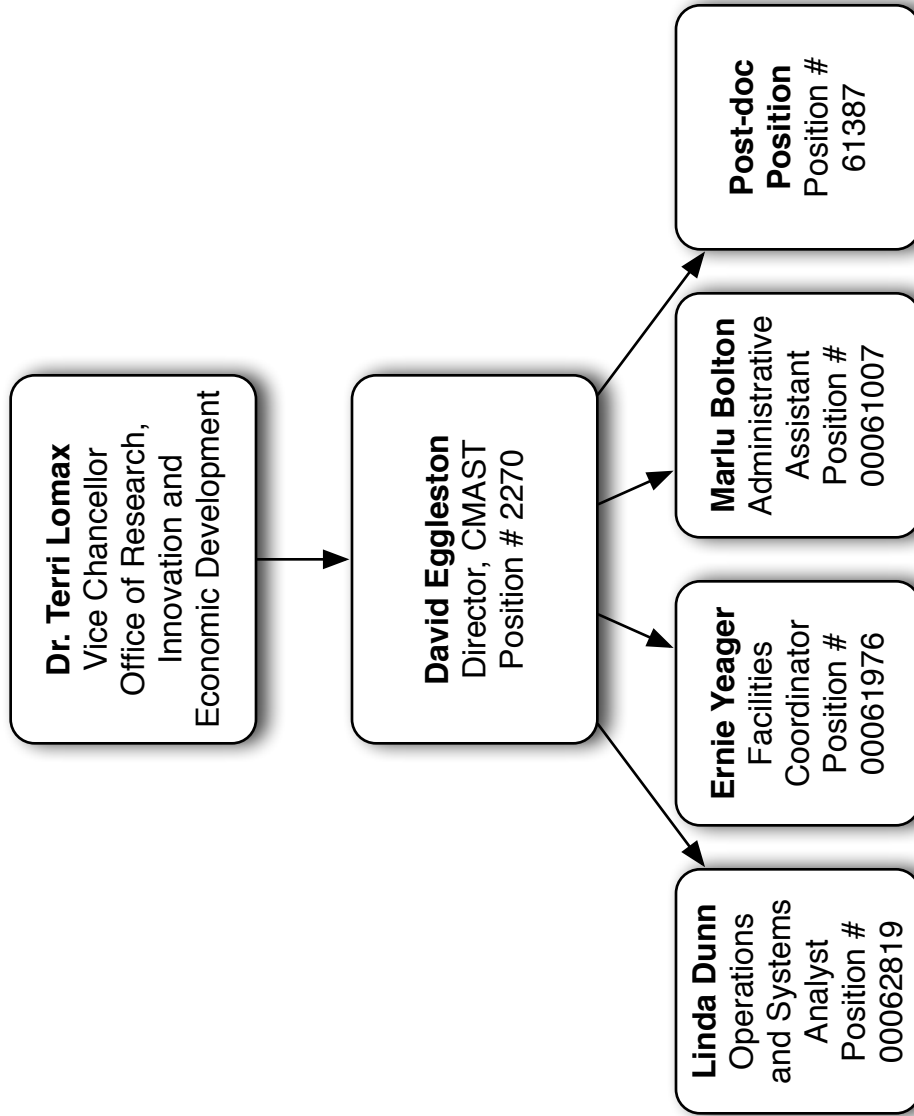 Dr. Terri Lomax
Vice Chancellor
Office of Research,
Innovation and
Economic Development
David Eggleston
Director, CMAST
Position # 2270
Linda Dunn
Operations
and Systems
Analyst
Position #
00062819
Ernie Yeager
Facilities
Coordinator
Position #
00061976
Marlu Bolton
Administrative
Assistant
Position #
00061007
Post-doc
Position
Position #
61387